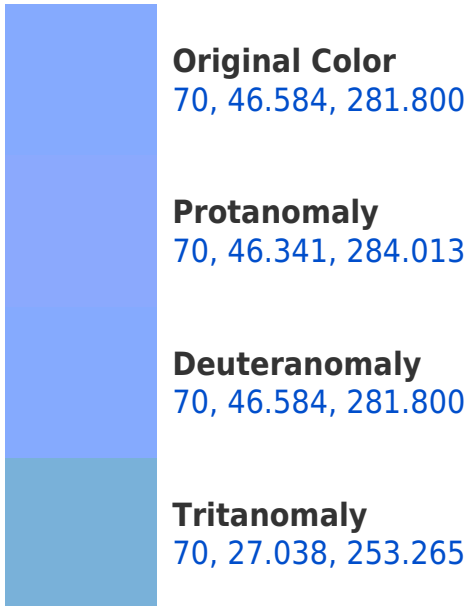 Original Color
70, 46.584, 281.800
Protanomaly
70, 46.341, 284.013
Deuteranomaly
70, 46.584, 281.800
Tritanomaly
70, 27.038, 253.265